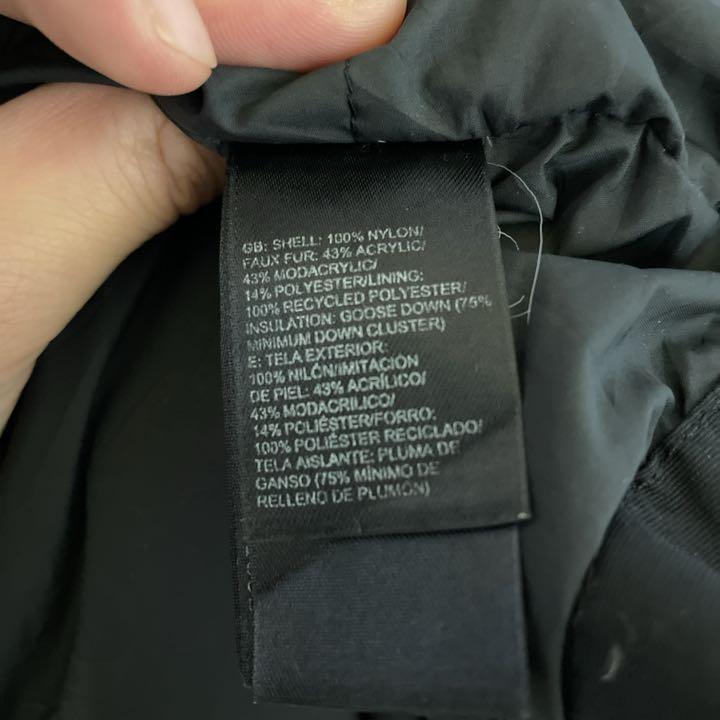 GB: SHELL: 100% NYLON/
FAUX FUR: 43% ACRYLIC/
43% MODACRYLIC/
14% POLYESTER/LINING:
100% RECYCLED POLYESTER/
INSULATION: GOOSE DOWN (75%
MINIMUM DOWN CLUSTER)
E: TELA EXTERIOR:
100% NILÓN/IMITACIÓN
DE PIEL: 43% ACRÍLICO/
43% MODACRILICO/
14% POLIÉSTER/FORRO:
100% POLIÉSTER RECICLADO/
TELA AISLANTE: PLUMA DE
GANSO (75% MÍNIMO DE
RELLENO DE PLUMÓN)